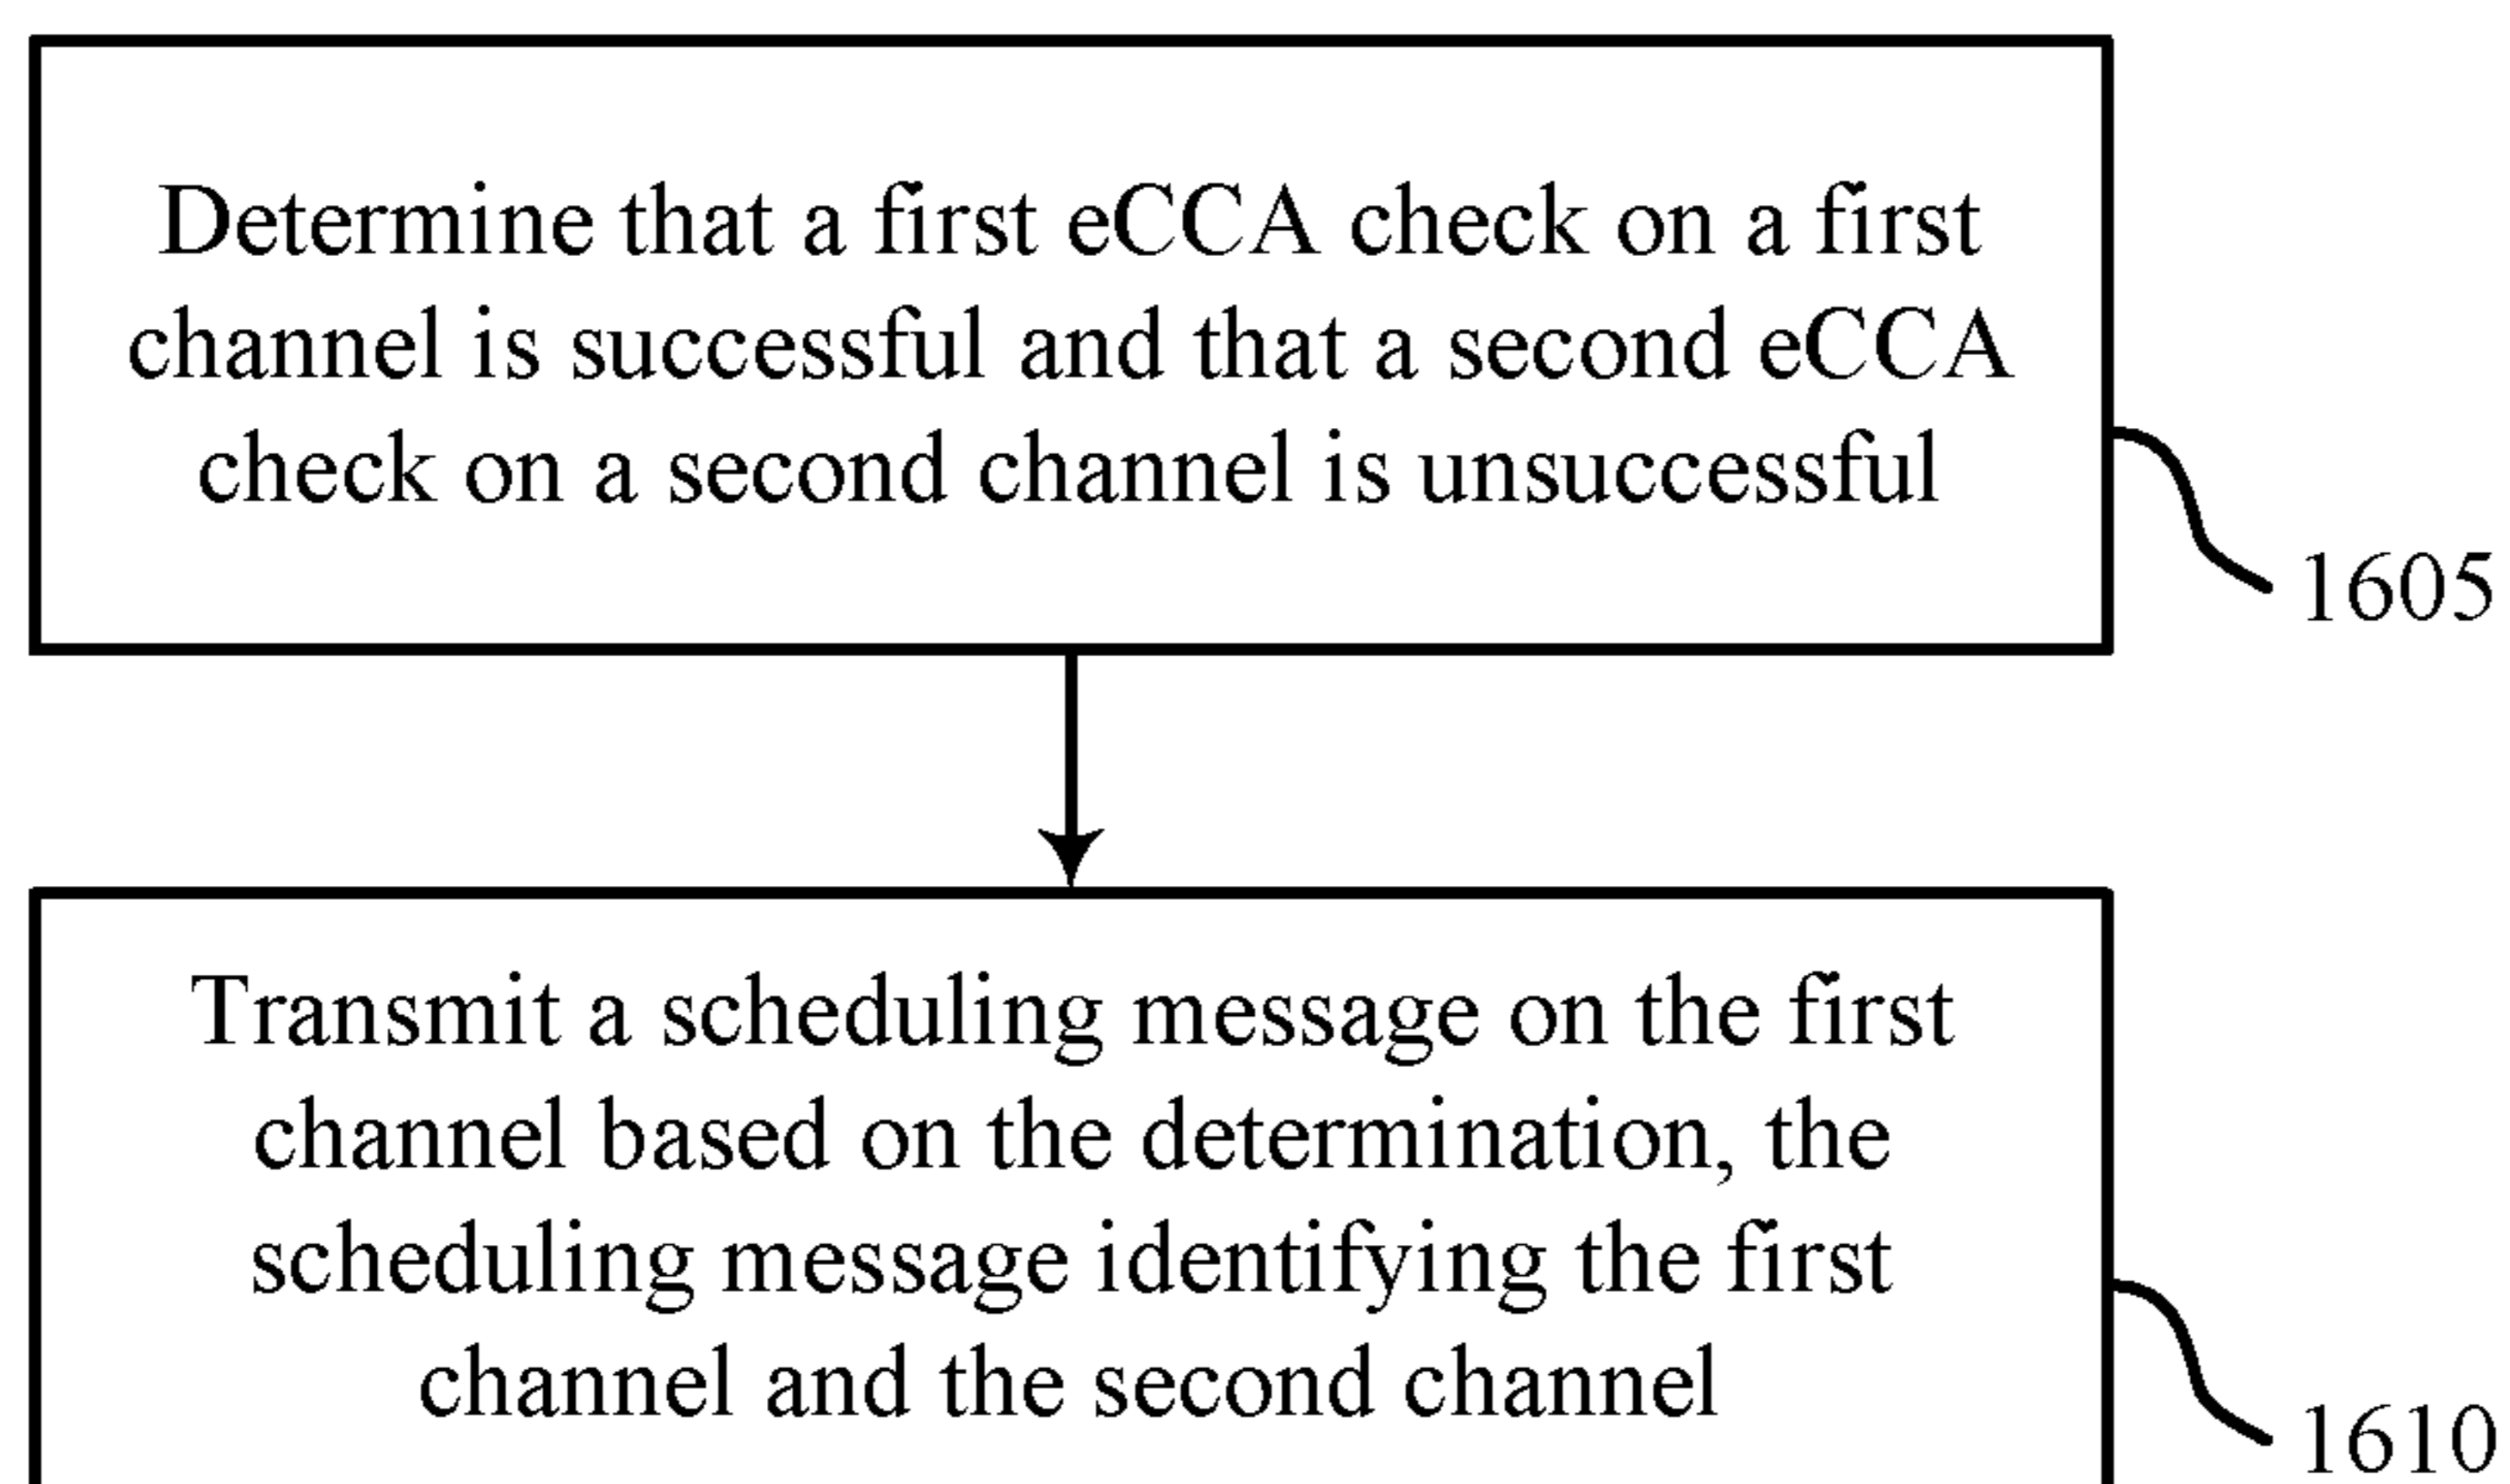 Determine that a first eCCA check on a first
channel is successful and that a second eCCA
check on a second channel is unsuccessful
1605
Transmit a scheduling message on the first
channel based on the determination, the
scheduling message identifying the first
channel and the second channel
1610